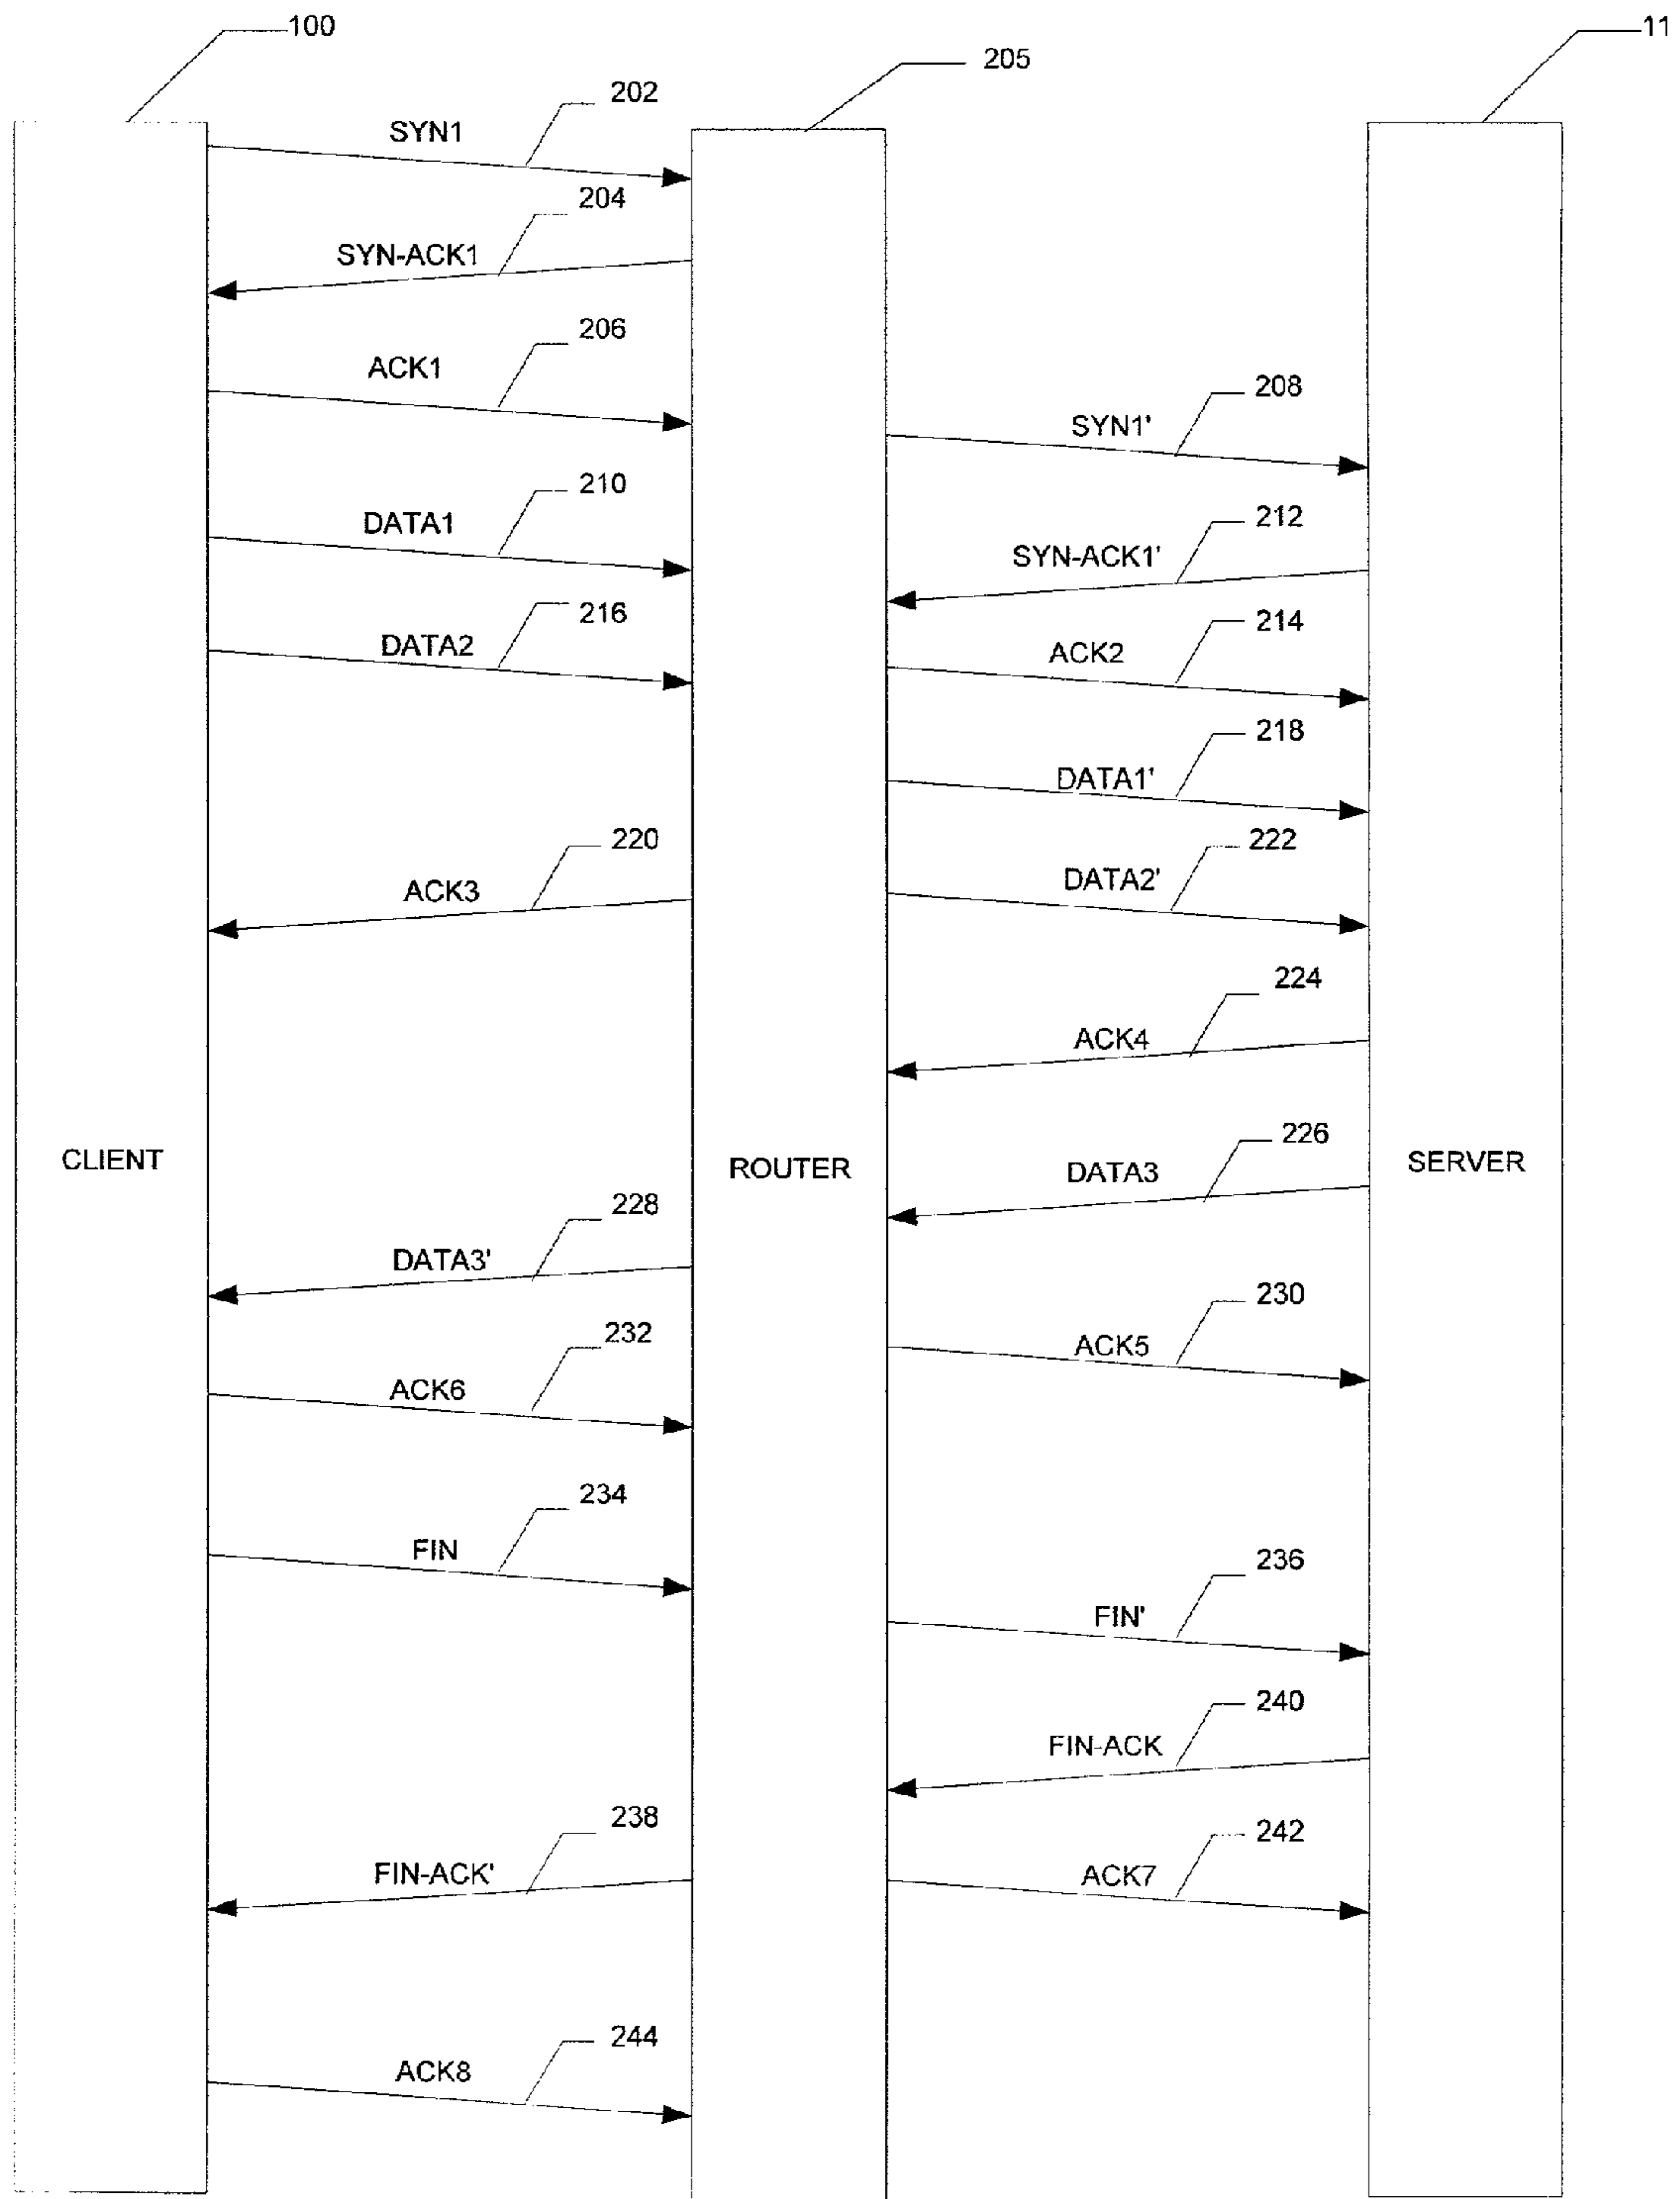 100
205
11
202
SYN1
204
SYN-ACK1
206
ACK1
208
SYN1'
210
DATA1
212
SYN-ACK1'
216
DATA2
214
ACK2
218
DATA1'
220
ACK3
222
DATA2'
224
ACK4
CLIENT
ROUTER
SERVER
226
DATA3
228
DATA3'
230
ACK5
232
ACK6
234
FIN
236
FIN'
240
FIN-ACK
238
FIN-ACK'
242
ACK7
244
ACK8